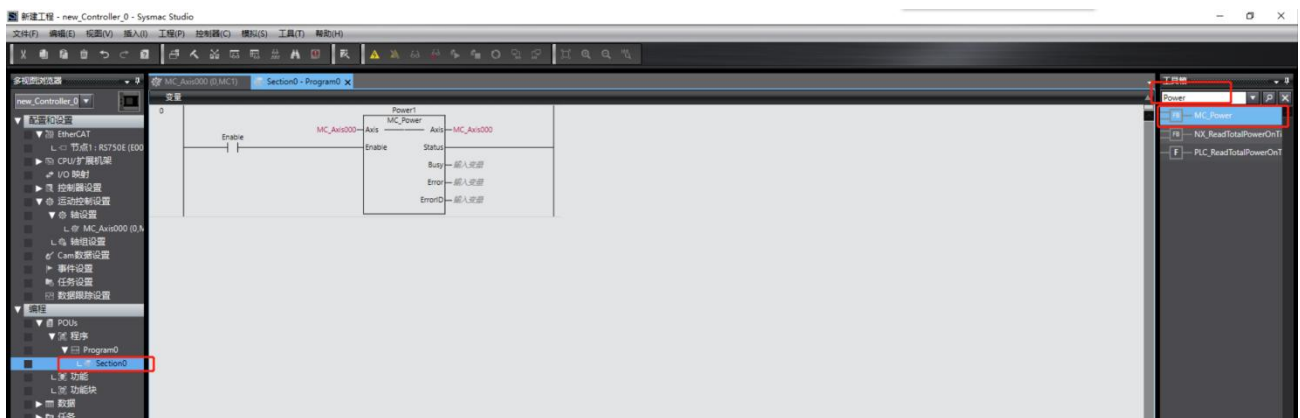 新建工程 - new_Controller_0 - Sysmac Studio
文件(F) 编辑(E) 视图(V) 插入(I) 工程(P) 控制器(C) 模拟(S) 工具(T) 帮助(H)
多视图浏览器
new_Controller_0
配置和设置
EtherCAT
节点1 : RS750E (E00
CPU/扩展机架
I/O 映射
控制器设置
运动控制设置
轴设置
MC_Axis000 (0,M
轴组设置
Cam数据设置
事件设置
任务设置
数据跟踪设置
编程
POUs
程序
Program0
Section0
功能
功能块
数据
任务
MC_Axis000 (0,MC1)
Section0 - Program0
变量
0
Power1
MC_Power
MC_Axis000 Axis Axis MC_Axis000
Enable
Enable Status
Busy 输入变量
Error 输入变量
ErrorID 输入变量
工具箱
Power
FB MC_Power
FB NX_ReadTotalPowerOnTi
F PLC_ReadTotalPowerOnT